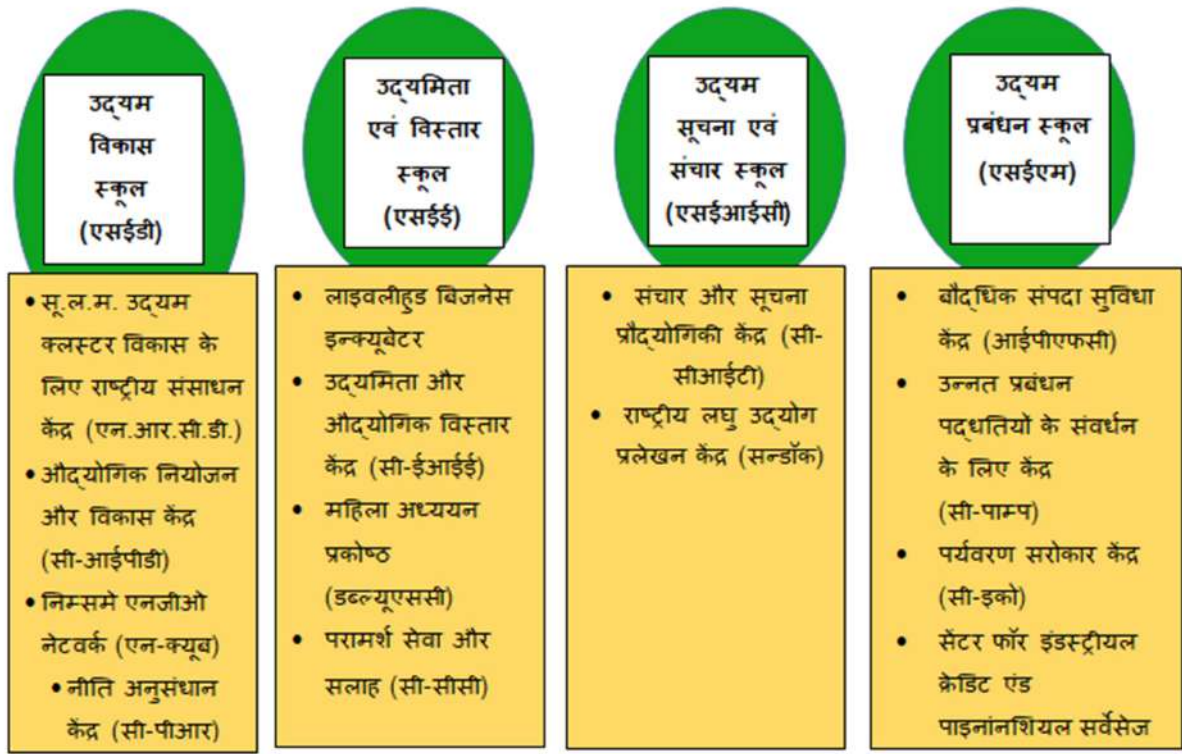 उद्यम
विकास
स्कूल
(एसईडी)
• सू.ल.म. उद्यम
क्लस्टर विकास के
लिए राष्ट्रीय संसाधन
केंद्र (एन.आर.सी.डी.)
• औद्योगिक नियोजन
और विकास केंद्र
(सी-आईपीडी)
• निम्समे एनजीओ
नेटवर्क (एन-क्यूब)
• नीति अनुसंधान
केंद्र (सी-पीआर)
उद्यमिता
एवं विस्तार
स्कूल
(एसईई)
• लाइवलीहुड बिजनेस
इन्क्यूबेटर
• उद्यमिता और
औद्योगिक विस्तार
केंद्र (सी-ईआईई)
• महिला अध्ययन
प्रकोष्ठ
(डब्ल्यूएससी)
• परामर्श सेवा और
सलाह (सी-सीसी)
उद्यम
सूचना एवं
संचार स्कूल
(एसईआईसी)
• संचार और सूचना
प्रौद्योगिकी केंद्र (सी-
सीआईटी)
• राष्ट्रीय लघु उद्योग
प्रलेखन केंद्र (सन्डॉक)
उद्यम
प्रबंधन स्कूल
(एसईएम)
• बौद्धिक संपदा सुविधा
केंद्र (आईपीएफसी)
• उन्नत प्रबंधन
पद्धतियों के संवर्धन
के लिए केंद्र
(सी-पाम्प)
• पर्यवरण सरोकार केंद्र
(सी-इको)
• सेंटर फॉर इंडस्ट्रीयल
क्रेडिट एंड
पाइनांनशियल सर्वेसेज